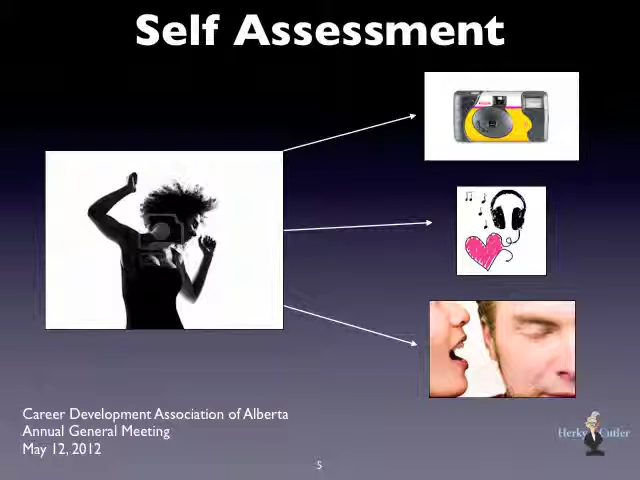 Self Assessment
Career Development Association of Alberta
Annual General Meeting
May 12, 2012
5
Herky Cutler